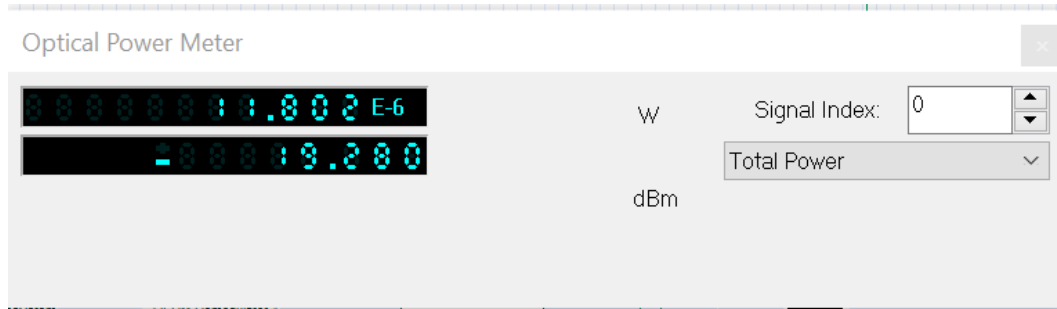 Optical Power Meter
11.802 E-6
W
Signal Index:
0
-19.280
dBm
Total Power